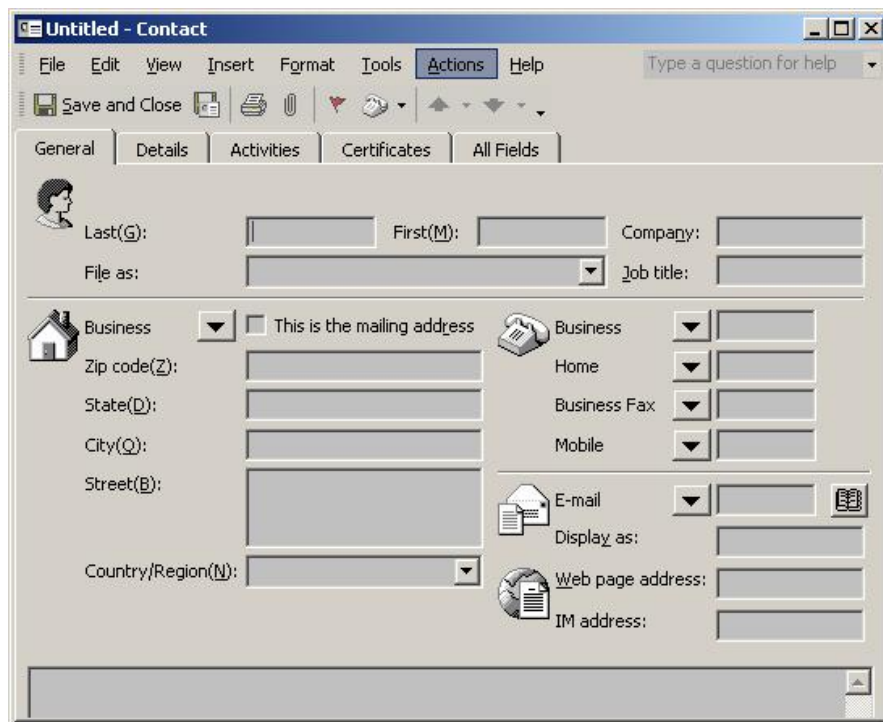 Untitled - Contact
File Edit View Insert Format Tools Actions Help Type a question for help
Save and Close
General Details Activities Certificates All Fields
Last(G): First(M): Company:
File as: Job title:
Business This is the mailing address Business
Zip code(Z): Home
State(D): Business Fax
City(Q): Mobile
Street(B): E-mail
Display as:
Country/Region(N): Web page address:
IM address: